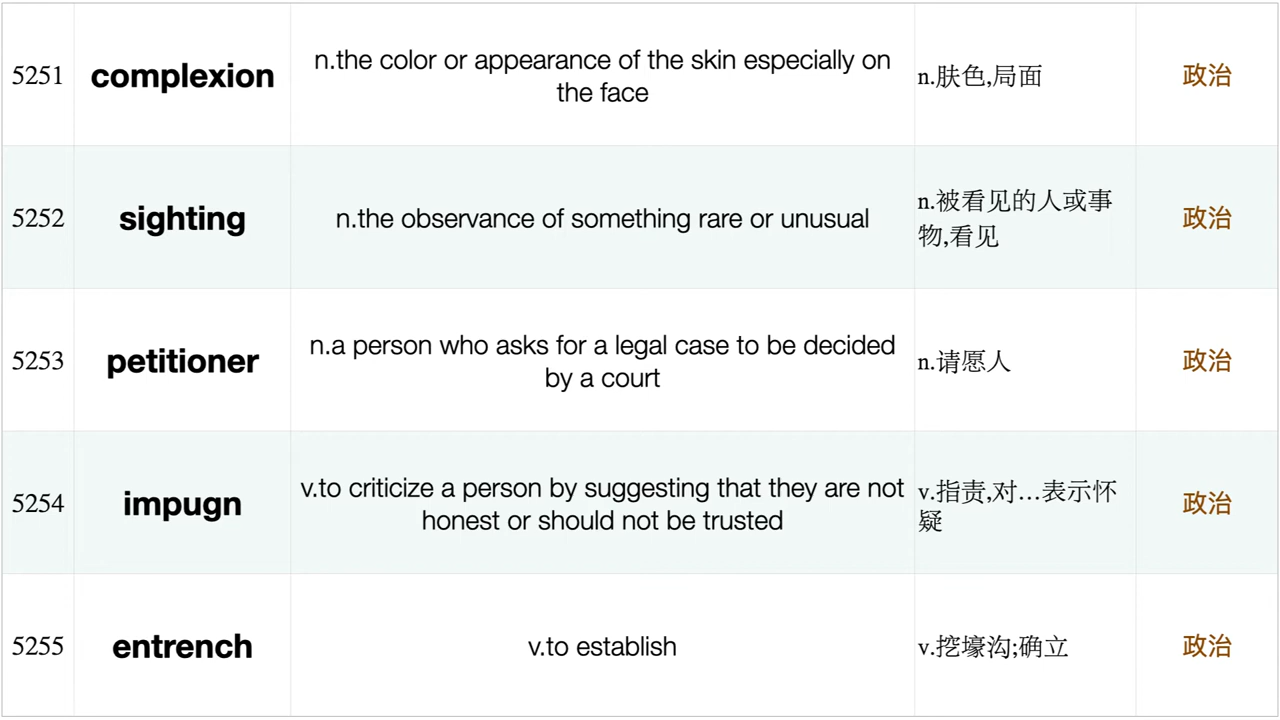 5251 complexion n.the color or appearance of the skin especially on n.肤色,局面 政治
the face
5252 sighting n.the observance of something rare or unusual n.被看见的人或事 政治
物,看见
5253 petitioner n.a person who asks for a legal case to be decided n.请愿人 政治
by a court
5254 impugn v.to criticize a person by suggesting that they are not v.指责,对…表示怀 政治
honest or should not be trusted 疑
5255 entrench v.to establish v.挖壕沟;确立 政治